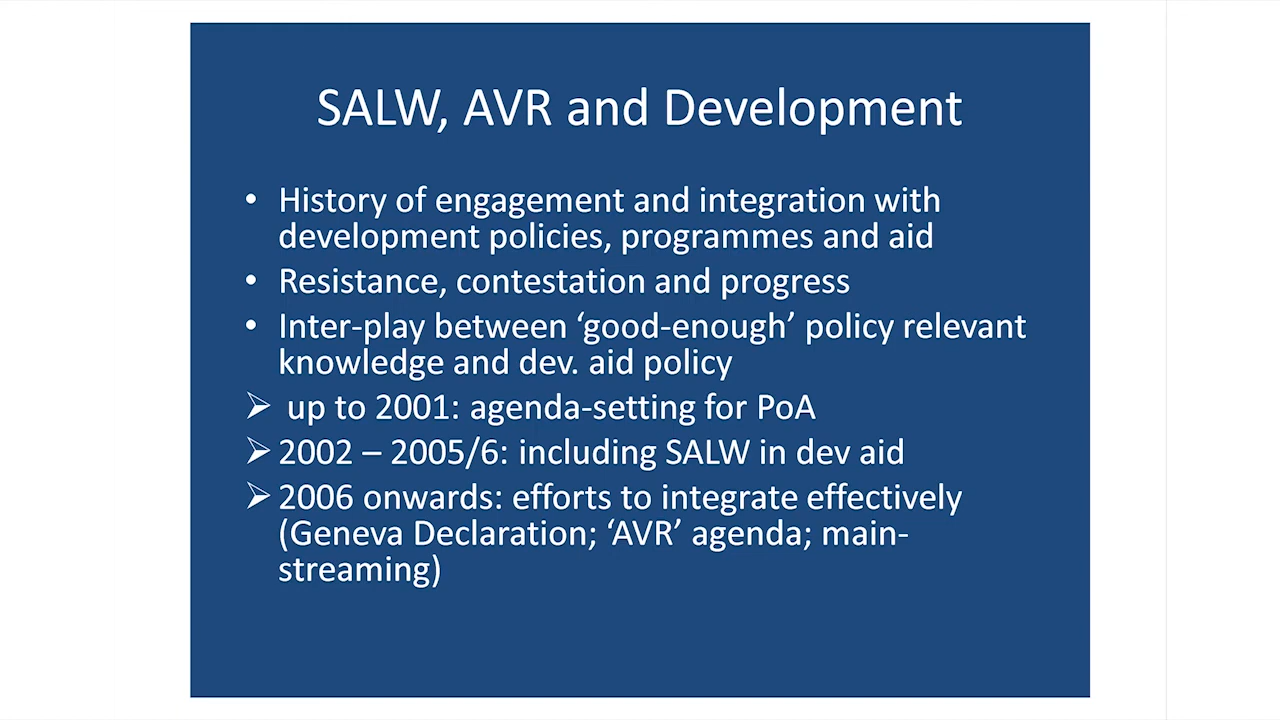 SALW, AVR and Development
• History of engagement and integration with
development policies, programmes and aid
• Resistance, contestation and progress
• Inter-play between ‘good-enough’ policy relevant
knowledge and dev. aid policy
➢ up to 2001: agenda-setting for PoA
➢ 2002 – 2005/6: including SALW in dev aid
➢ 2006 onwards: efforts to integrate effectively
(Geneva Declaration; ‘AVR’ agenda; main-
streaming)